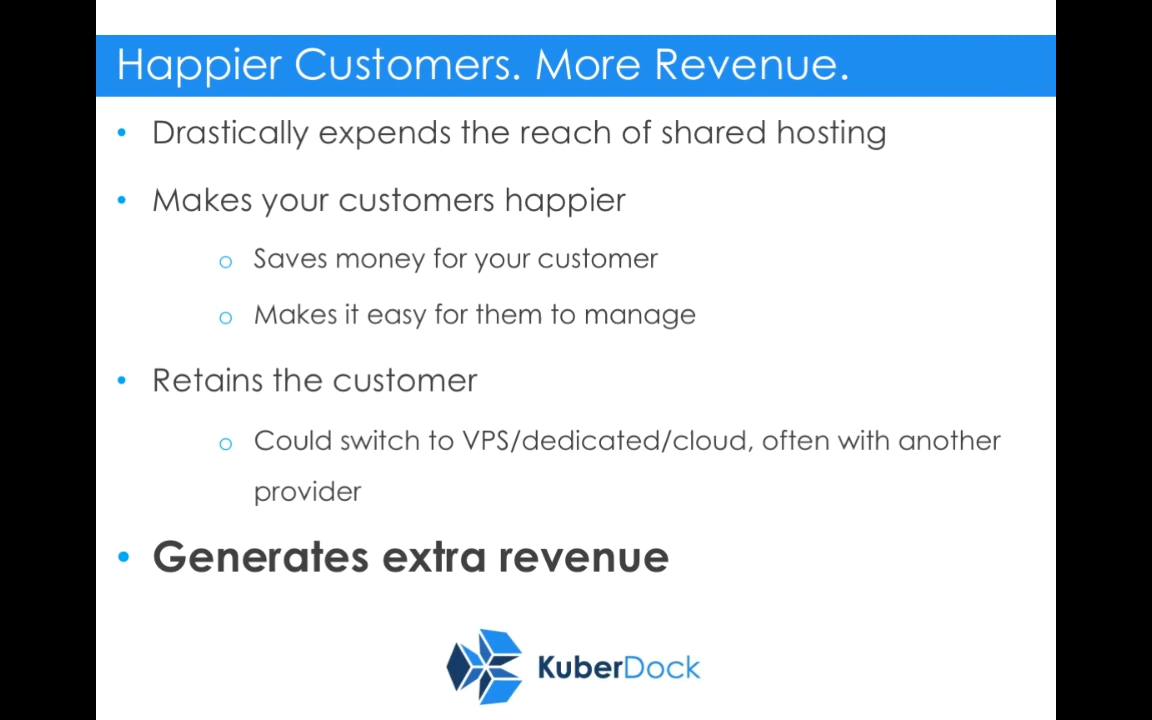 Happier Customers. More Revenue.
• Drastically expends the reach of shared hosting
• Makes your customers happier
o Saves money for your customer
o Makes it easy for them to manage
• Retains the customer
o Could switch to VPS/dedicated/cloud, often with another
provider
• Generates extra revenue
KuberDock